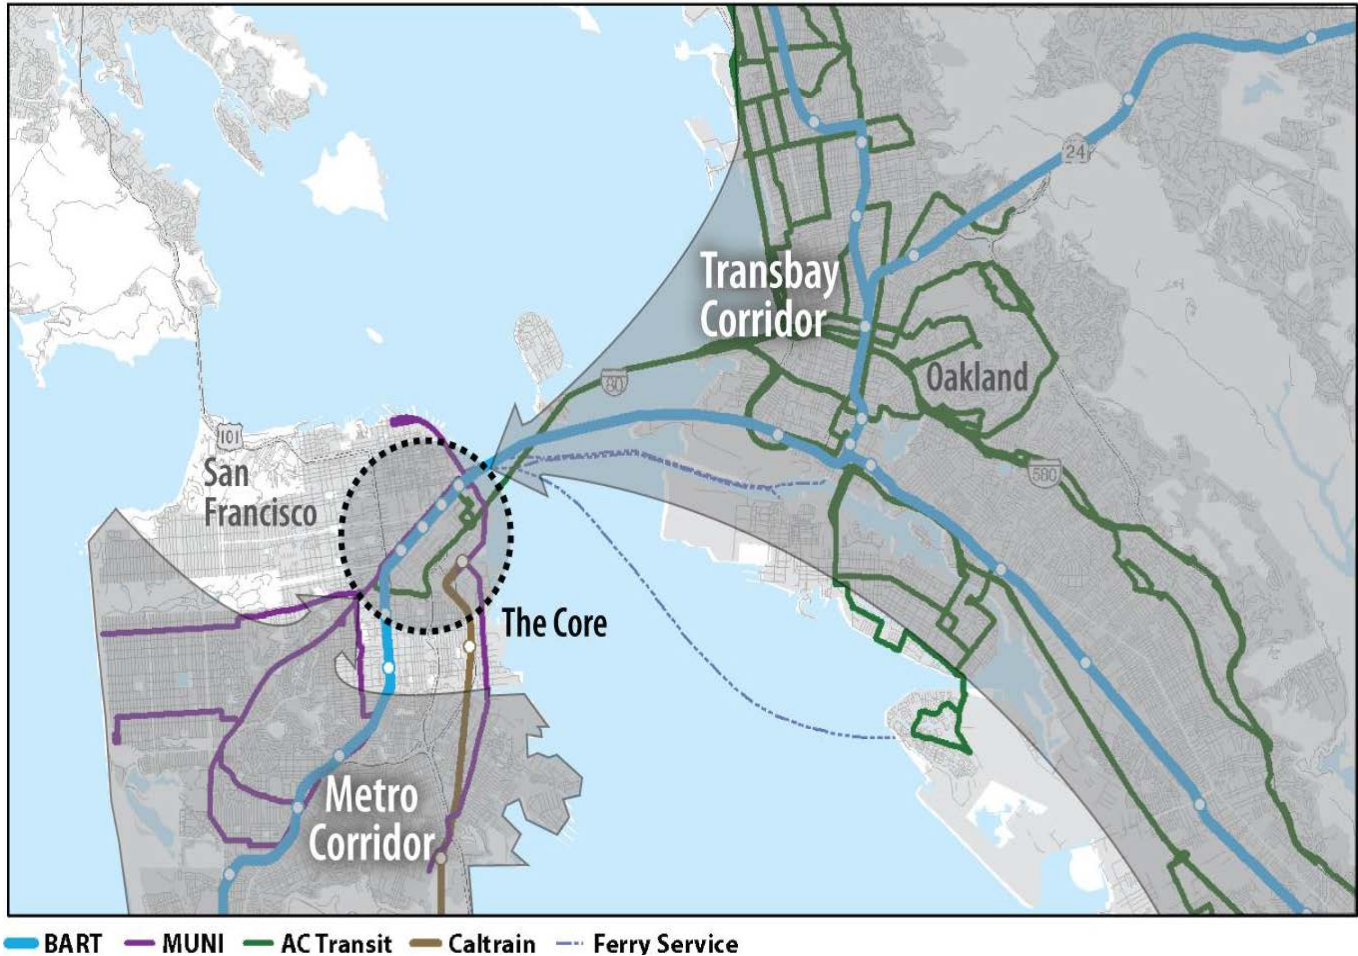 24
Transbay
Corridor
Oakland
80
101
San
Francisco
580
The Core
Metro
Corridor
BART MUNI AC Transit Caltrain Ferry Service